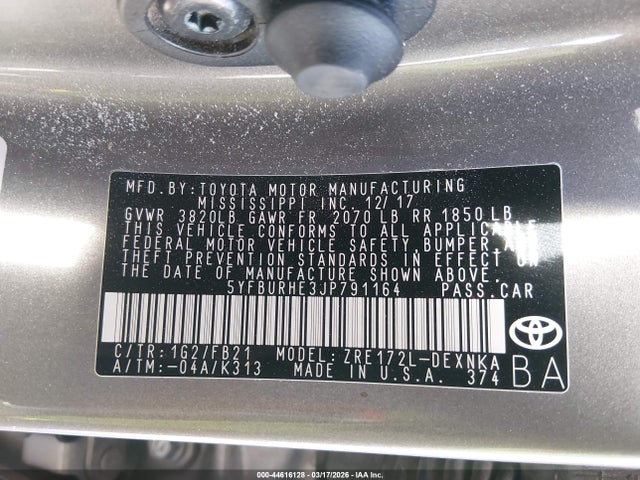 MFD.BY:TOYOTA MOTOR MANUFACTURING
MISSISSIPPI INC. 12/17
GVWR 3820LB GAWR FR 2070 LB RR 1850 LB
THIS VEHICLE CONFORMS TO ALL APPLICABLE
FEDERAL MOTOR VEHICLE SAFETY, BUMPER, AND
THEFT PREVENTION STANDARDS IN EFFECT ON
THE DATE OF MANUFACTURE SHOWN ABOVE.
5YFBURHE3JP791164 PASS.CAR
C/TR:1G2/FB21 MODEL: ZRE172L-DEXNKA
A/TM:-04A/K313 MADE IN U.S.A. 374
BA
000-44616128 - 03/17/2026 - IAA Inc.